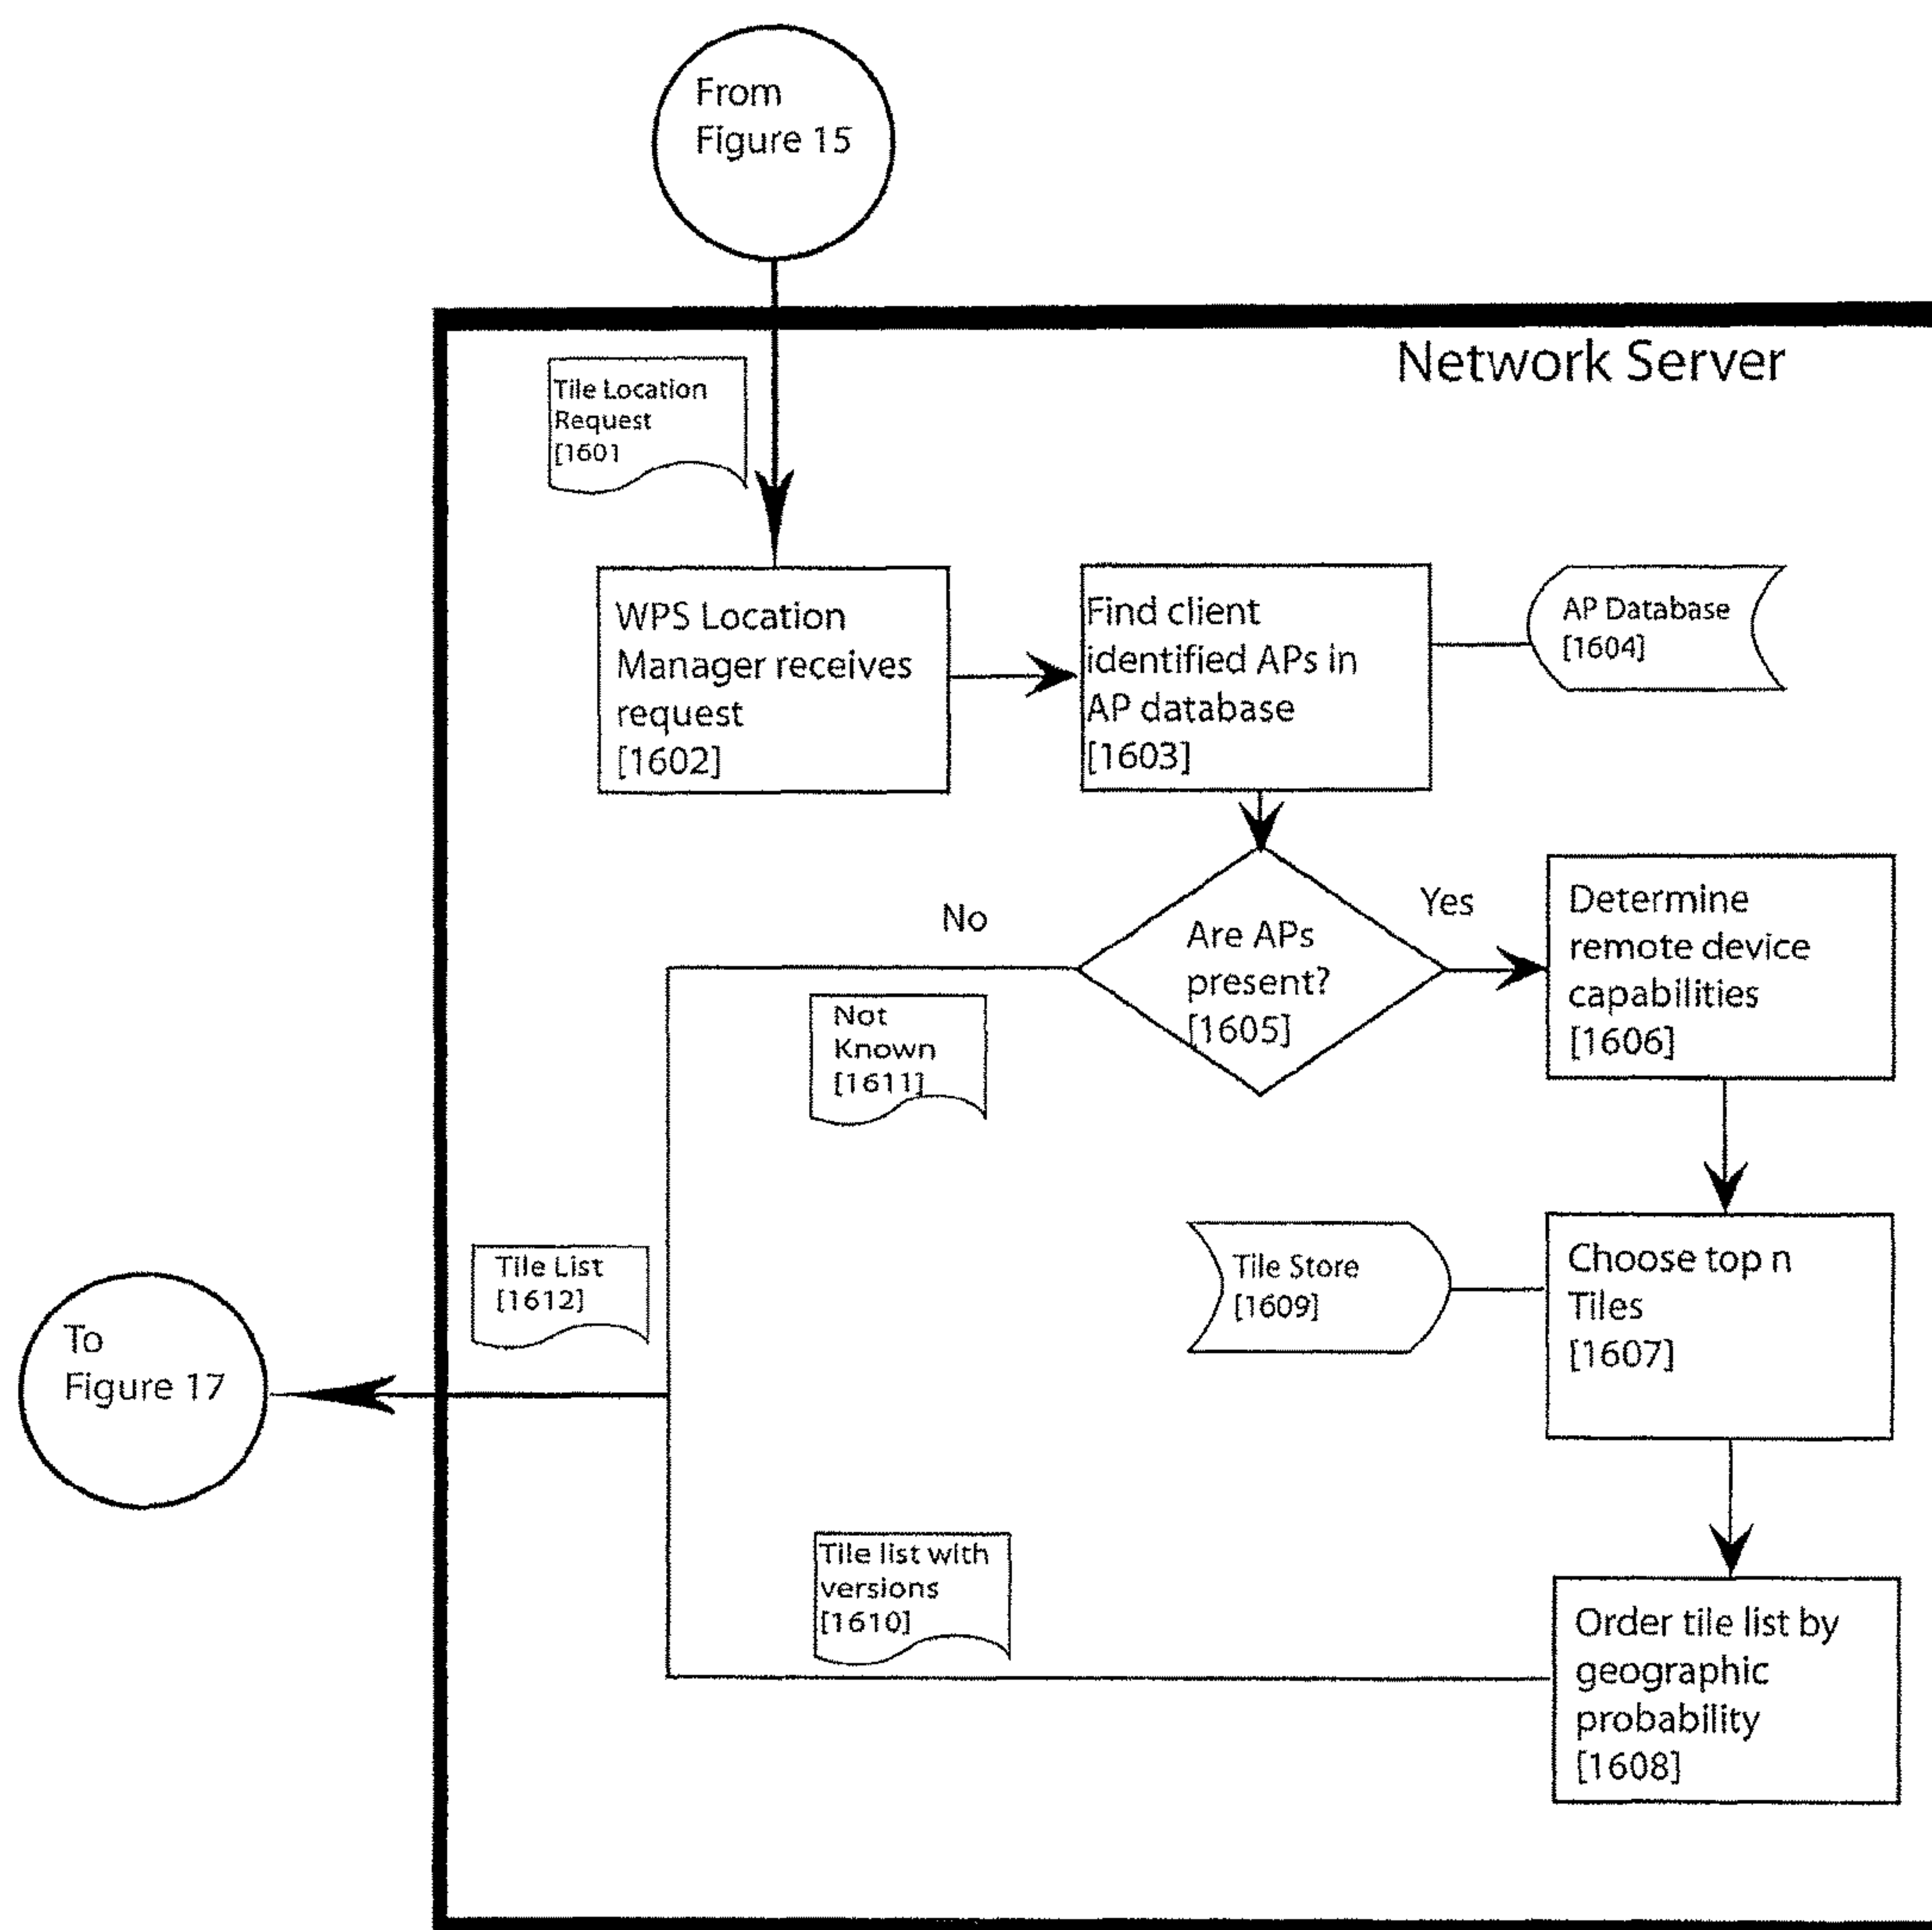 From
Figure 15
Network Server
Tile Location
Request
[1601
WPS Location
Manager receives
request
[1602]
Find client
identified APs in
AP database
[1603]
AP Database
[1604]
No
Yes
Are APs
present?
[1605]
Determine
remote device
capabilities
[1606]
Not
Known
[1611]
Tile List
[1612]
To
Figure 17
Tile Store
[1609]
Choose top n
Tiles
[1607]
Tile list with
versions
[1610]
Order tile list by
geographic
probability
[1608]